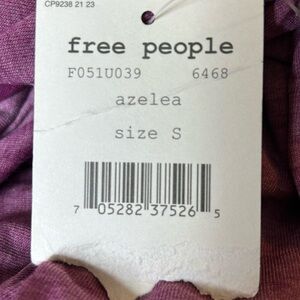 CP9238 21 23
free people
F051U039 6468
azelea
size S
7 05282 37526 5